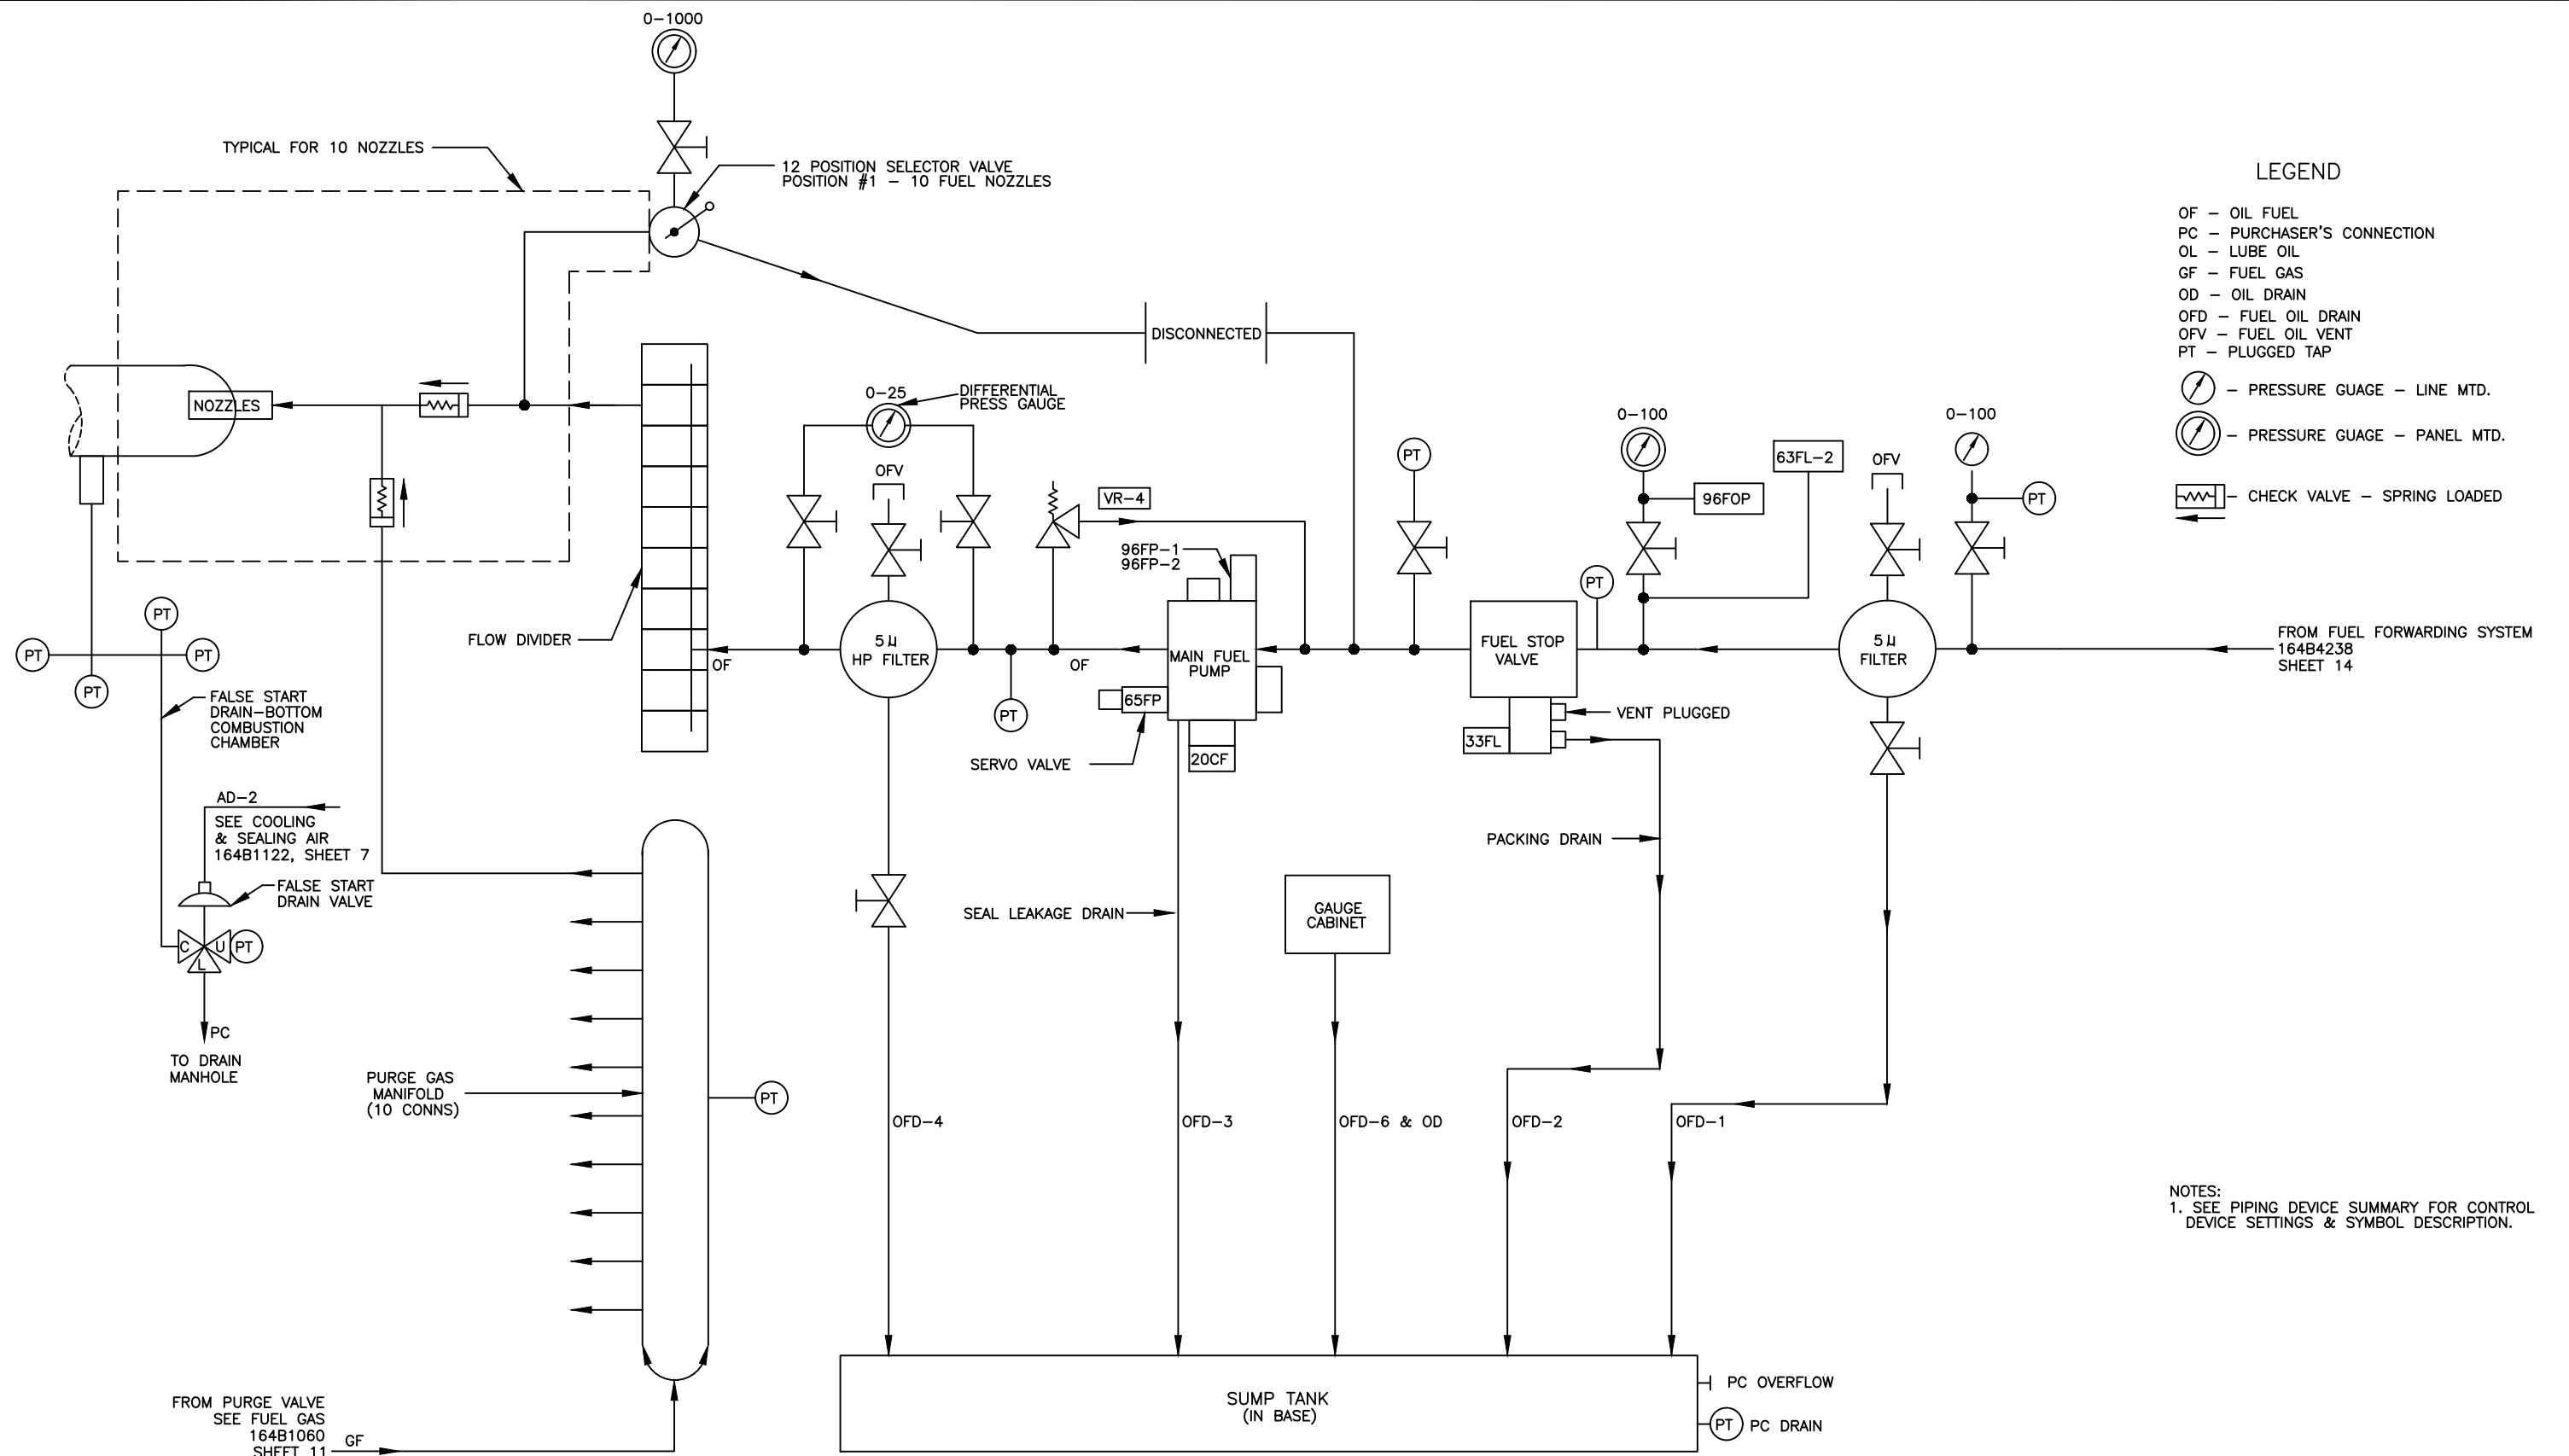 0-1000
TYPICAL FOR 10 NOZZLES
12 POSITION SELECTOR VALVE
POSITION #1 - 10 FUEL NOZZLES
DISCONNECTED
NOZZLES
0-25
DIFFERENTIAL
PRESS GAUGE
OFV
VR-4
96FP-1
96FP-2
PT
0-100
96FOP
63FL-2
OFV
0-100
PT
PT
FLOW DIVIDER
OF
5μ
HP FILTER
OF
PT
MAIN FUEL
PUMP
65FP
SERVO VALVE
20CF
FUEL STOP
VALVE
33FL
VENT PLUGGED
5μ
FILTER
FROM FUEL FORWARDING SYSTEM
164B4238
SHEET 14
PT
PT
PT
PT
FALSE START
DRAIN-BOTTOM
COMBUSTION
CHAMBER
AD-2
SEE COOLING
& SEALING AIR
164B1122, SHEET 7
FALSE START
DRAIN VALVE
C
U
L
PT
PC
TO DRAIN
MANHOLE
PURGE GAS
MANIFOLD
(10 CONNS)
PT
FROM PURGE VALVE
SEE FUEL GAS
164B1060
SHEET 11
GF
SEAL LEAKAGE DRAIN
GAUGE
CABINET
PACKING DRAIN
OFD-4
OFD-3
OFD-6 & OD
OFD-2
OFD-1
SUMP TANK
(IN BASE)
PC OVERFLOW
PT
PC DRAIN
LEGEND
OF - OIL FUEL
PC - PURCHASER'S CONNECTION
OL - LUBE OIL
GF - FUEL GAS
OD - OIL DRAIN
OFD - FUEL OIL DRAIN
OFV - FUEL OIL VENT
PT - PLUGGED TAP
- PRESSURE GUAGE - LINE MTD.
- PRESSURE GUAGE - PANEL MTD.
- CHECK VALVE - SPRING LOADED
NOTES:
1. SEE PIPING DEVICE SUMMARY FOR CONTROL
DEVICE SETTINGS & SYMBOL DESCRIPTION.